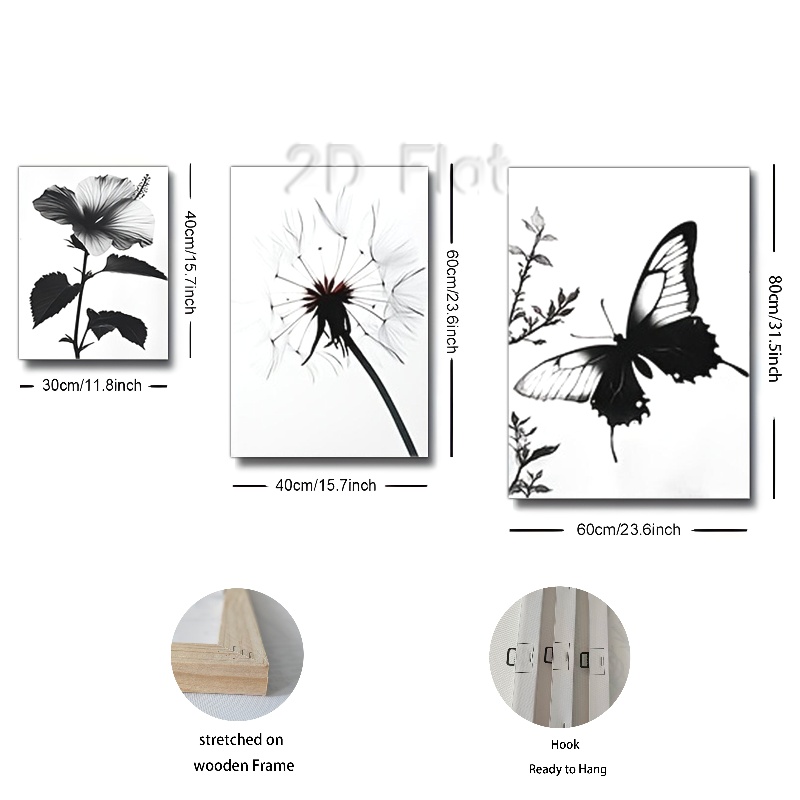 2D Flat
40cm/15.7inch
30cm/11.8inch
60cm/23.6inch
40cm/15.7inch
80cm/31.5inch
60cm/23.6inch
stretched on
wooden Frame
Hook
Ready to Hang